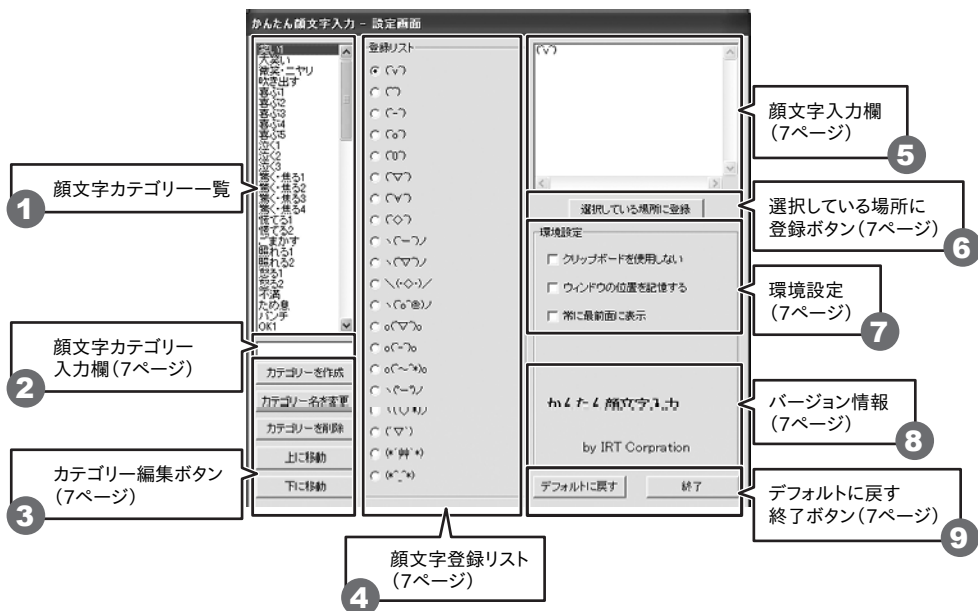 かんたん顔文字入力 - 設定画面
笑い1
大笑い
微笑・ニヤリ
吹き出す
喜ぶ1
喜ぶ2
喜ぶ3
喜ぶ4
喜ぶ5
泣く1
泣く2
泣く3
驚く・焦る1
驚く・焦る2
驚く・焦る3
驚く・焦る4
慌てる1
慌てる2
ごまかす
照れる1
照れる2
怒る1
怒る2
不満
ため息
パンチ
OK1
カテゴリーを作成
カテゴリー名を変更
カテゴリーを削除
上に移動
下に移動
登録リスト
選択している場所に登録
環境設定
クリップボードを使用しない
ウィンドウの位置を記憶する
常に最前面に表示
かんたん顔文字入力
by IRT Corpration
デフォルトに戻す
終了
1
顔文字カテゴリー一覧
2
顔文字カテゴリー
入力欄(7ページ)
3
カテゴリー編集ボタン
(7ページ)
4
顔文字登録リスト
(7ページ)
顔文字入力欄
(7ページ)
5
選択している場所に
登録ボタン(7ページ)
6
環境設定
(7ページ)
7
バージョン情報
(7ページ)
8
デフォルトに戻す
終了ボタン(7ページ)
9